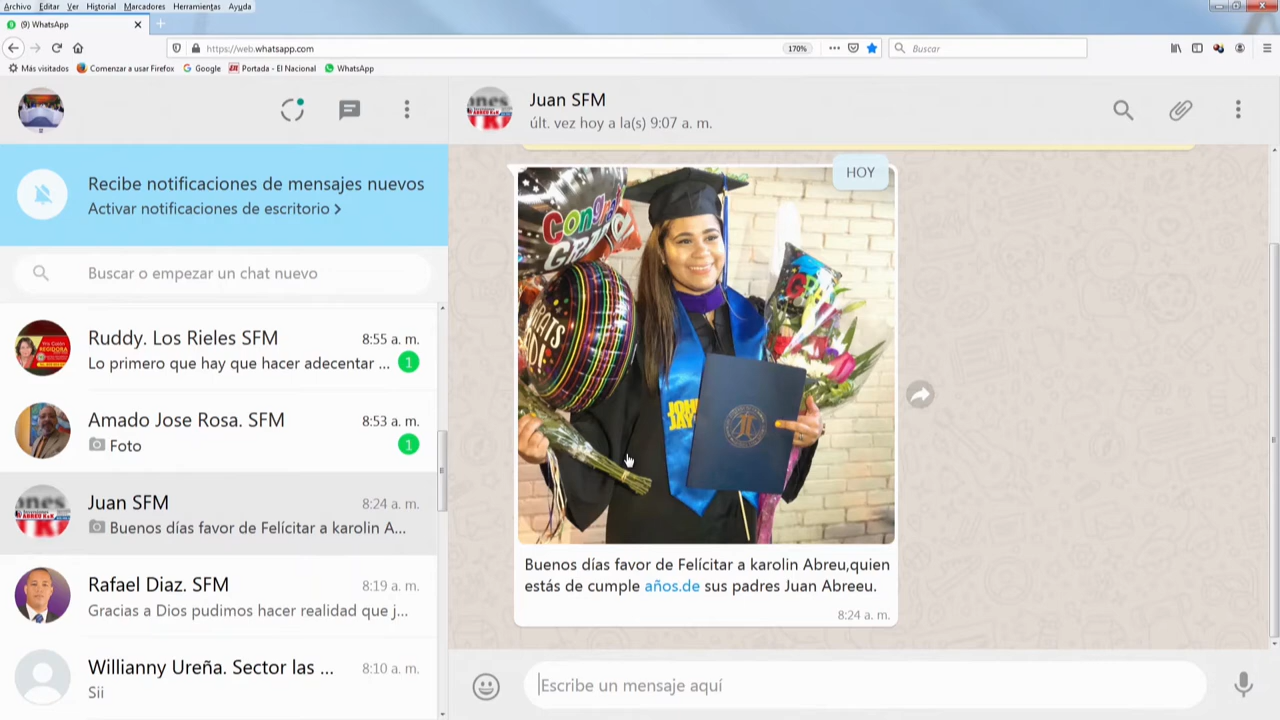 Archivo Editar Ver Historial Marcadores Herramientas Ayuda
(9) WhatsApp
https://web.whatsapp.com
170%
Buscar
Más visitados Comenzar a usar Firefox Google Portada - El Nacional WhatsApp
Juan SFM
últ. vez hoy a la(s) 9:07 a. m.
Recibe notificaciones de mensajes nuevos
Activar notificaciones de escritorio >
Buscar o empezar un chat nuevo
Ruddy. Los Rieles SFM 8:55 a. m.
Lo primero que hay que hacer adecentar ... 1
Amado Jose Rosa. SFM 8:53 a. m.
Foto 1
Juan SFM 8:24 a. m.
Buenos días favor de Felícitar a karolin A...
Rafael Diaz. SFM 8:19 a. m.
Gracias a Dios pudimos hacer realidad que j...
Willianny Ureña. Sector las ... 8:10 a. m.
Sii
HOY
JOHN
JAY
Buenos días favor de Felícitar a karolin Abreu,quien
estás de cumple años.de sus padres Juan Abreeu.
8:24 a. m.
Escribe un mensaje aquí